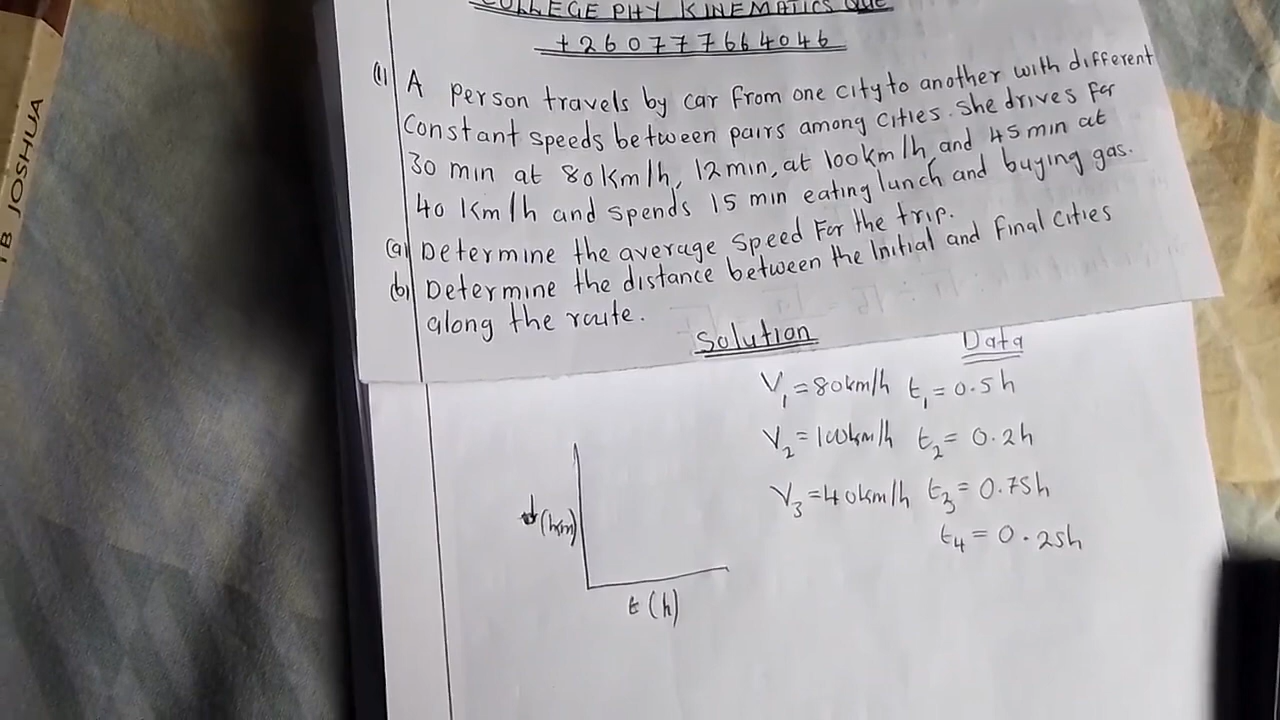 COLLEGE PHY KINEMATICS QUE
+260777664046
(1) A person travels by car from one city to another with different
Constant speeds between pairs among cities. She drives for
30 min at 80km/h, 12min, at 100km/h and 45min at
40 Km/h and spends 15 min eating lunch and buying gas.
(a) Determine the average speed For the trip.
(b) Determine the distance between the Initial and final Cities
along the route.
Solution
Data
V₁=80km/h t₁=0.5h
V₂=100km/h t₂=0.2h
V₃=40km/h t₃=0.75h
t₄=0.25h
(km)
t(h)
JOSHUA